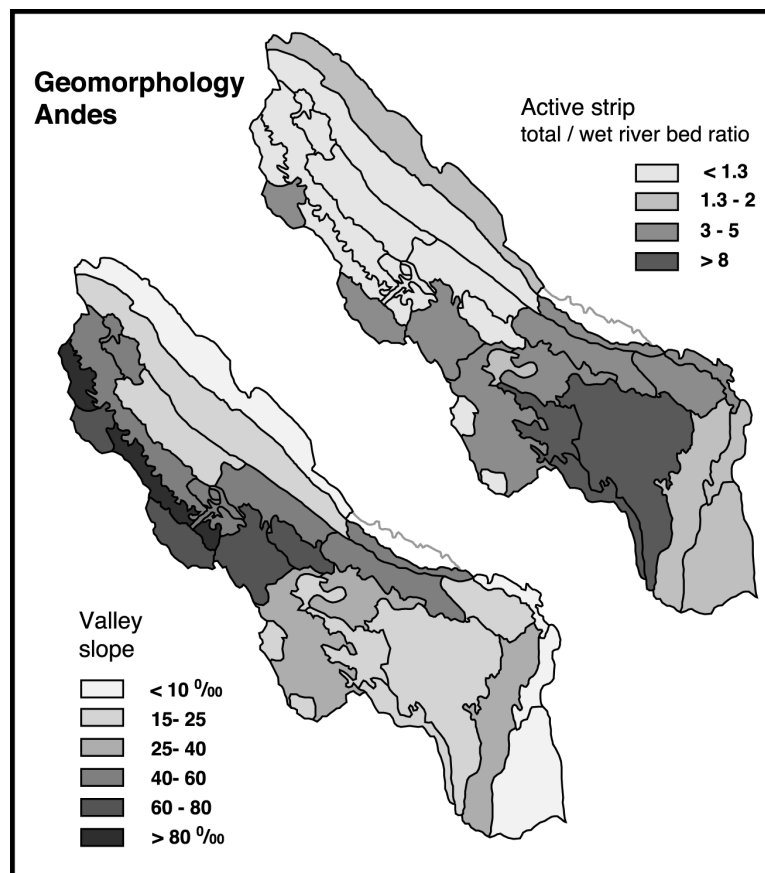 Geomorphology
Andes
Active strip
total / wet river bed ratio
< 1.3
1.3 - 2
3 - 5
> 8
Valley
slope
< 10 ⁰/₀₀
15- 25
25- 40
40- 60
60 - 80
> 80 ⁰/₀₀